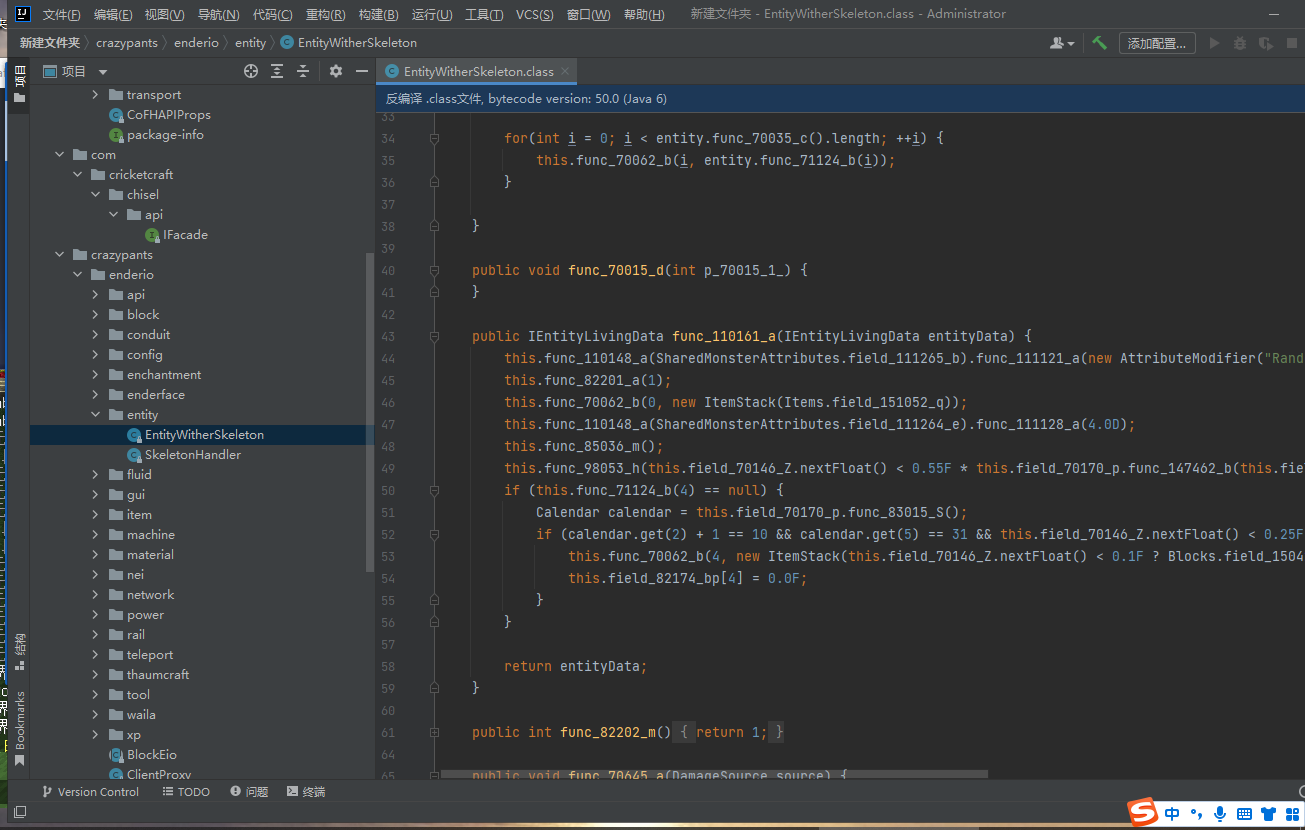 文件(F) 编辑(E) 视图(V) 导航(N) 代码(C) 重构(R) 构建(B) 运行(U) 工具(T) VCS(S) 窗口(W) 帮助(H) 新建文件夹 - EntityWitherSkeleton.class - Administrator
新建文件夹 crazypants enderio entity EntityWitherSkeleton
添加配置...
项目
项目
EntityWitherSkeleton.class
反编译 .class文件, bytecode version: 50.0 (Java 6)
transport
CoFHAPIProps
package-info
com
cricketcraft
chisel
api
IFacade
crazypants
enderio
api
block
conduit
config
enchantment
enderface
entity
EntityWitherSkeleton
SkeletonHandler
fluid
gui
item
machine
material
nei
network
power
rail
teleport
thaumcraft
tool
waila
xp
BlockEio
ClientProxy
结构
Bookmarks
33
34 for(int i = 0; i < entity.func_70035_c().length; ++i) {
35 this.func_70062_b(i, entity.func_71124_b(i));
36 }
37
38 }
39
40 public void func_70015_d(int p_70015_1_) {
41 }
42
43 public IEntityLivingData func_110161_a(IEntityLivingData entityData) {
44 this.func_110148_a(SharedMonsterAttributes.field_111265_b).func_111121_a(new AttributeModifier("Rand
45 this.func_82201_a(1);
46 this.func_70062_b(0, new ItemStack(Items.field_151052_q));
47 this.func_110148_a(SharedMonsterAttributes.field_111264_e).func_111128_a(4.0D);
48 this.func_85036_m();
49 this.func_98053_h(this.field_70146_Z.nextFloat() < 0.55F * this.field_70170_p.func_147462_b(this.fie
50 if (this.func_71124_b(4) == null) {
51 Calendar calendar = this.field_70170_p.func_83015_S();
52 if (calendar.get(2) + 1 == 10 && calendar.get(5) == 31 && this.field_70146_Z.nextFloat() < 0.25F
53 this.func_70062_b(4, new ItemStack(this.field_70146_Z.nextFloat() < 0.1F ? Blocks.field_1504
54 this.field_82174_bp[4] = 0.0F;
55 }
56 }
57
58 return entityData;
59 }
60
61 public int func_82202_m() { return 1; }
64
65 public void func_70645_a(DamageSource source) {
Version Control TODO 问题 终端
中